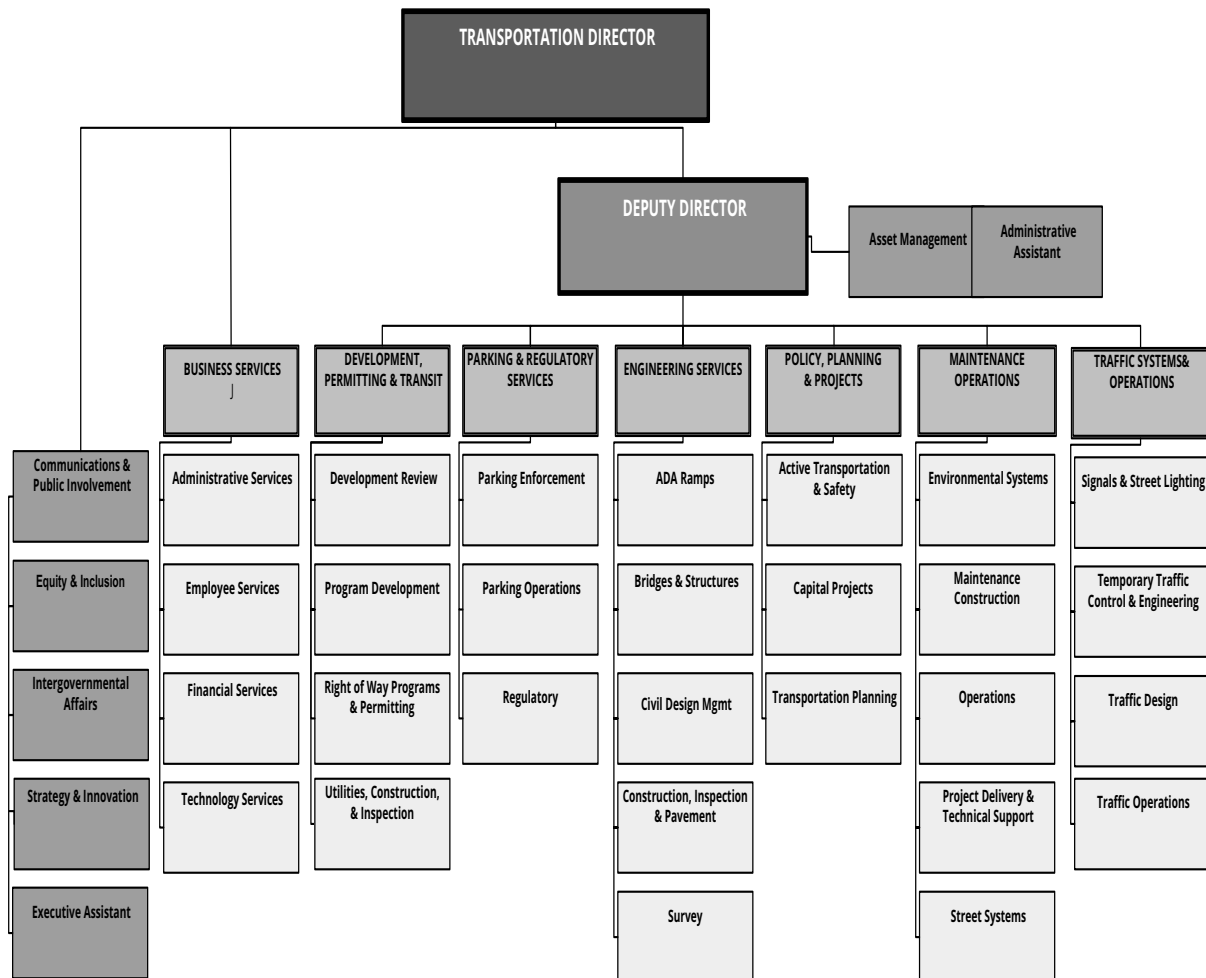 TRANSPORTATION DIRECTOR
DEPUTY DIRECTOR
Asset Management
Administrative
Assistant
BUSINESS SERVICES
J
DEVELOPMENT,
PERMITTING & TRANSIT
PARKING & REGULATORY
SERVICES
ENGINEERING SERVICES
POLICY, PLANNING
& PROJECTS
MAINTENANCE
OPERATIONS
TRAFFIC SYSTEMS&
OPERATIONS
Communications &
Public Involvement
Administrative Services
Development Review
Parking Enforcement
ADA Ramps
Active Transportation
& Safety
Environmental Systems
Signals & Street Lighting
Equity & Inclusion
Employee Services
Program Development
Parking Operations
Bridges & Structures
Capital Projects
Maintenance
Construction
Temporary Traffic
Control & Engineering
Intergovernmental
Affairs
Financial Services
Right of Way Programs
& Permitting
Regulatory
Civil Design Mgmt
Transportation Planning
Operations
Traffic Design
Strategy & Innovation
Technology Services
Utilities, Construction,
& Inspection
Construction, Inspection
& Pavement
Project Delivery &
Technical Support
Traffic Operations
Executive Assistant
Survey
Street Systems